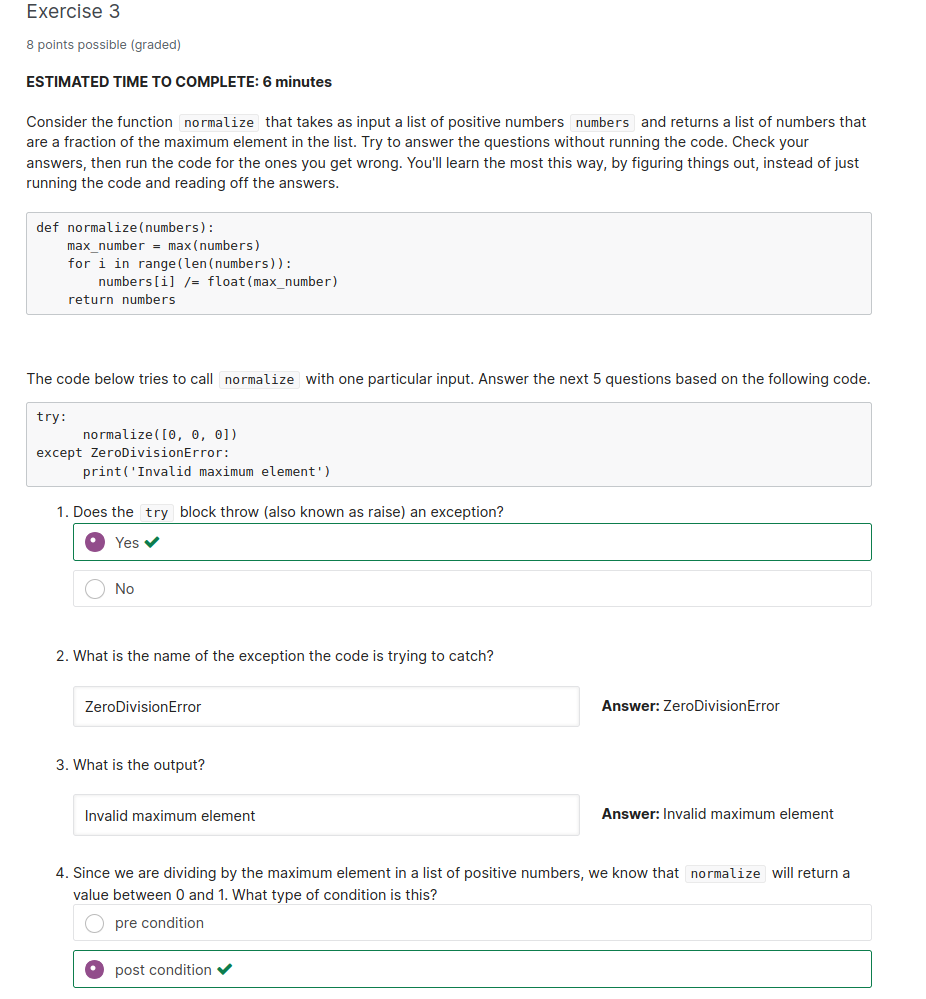 Exercise 3
8 points possible (graded)
ESTIMATED TIME TO COMPLETE: 6 minutes
Consider the function normalize that takes as input a list of positive numbers numbers and returns a list of numbers that
are a fraction of the maximum element in the list. Try to answer the questions without running the code. Check your
answers, then run the code for the ones you get wrong. You'll learn the most this way, by figuring things out, instead of just
running the code and reading off the answers.
def normalize(numbers):
    max_number = max(numbers)
    for i in range(len(numbers)):
        numbers[i] /= float(max_number)
    return numbers
The code below tries to call normalize with one particular input. Answer the next 5 questions based on the following code.
try:
      normalize([0, 0, 0])
except ZeroDivisionError:
      print('Invalid maximum element')
1. Does the try block throw (also known as raise) an exception?
Yes
No
2. What is the name of the exception the code is trying to catch?
ZeroDivisionError Answer: ZeroDivisionError
3. What is the output?
Invalid maximum element Answer: Invalid maximum element
4. Since we are dividing by the maximum element in a list of positive numbers, we know that normalize will return a
value between 0 and 1. What type of condition is this?
pre condition
post condition